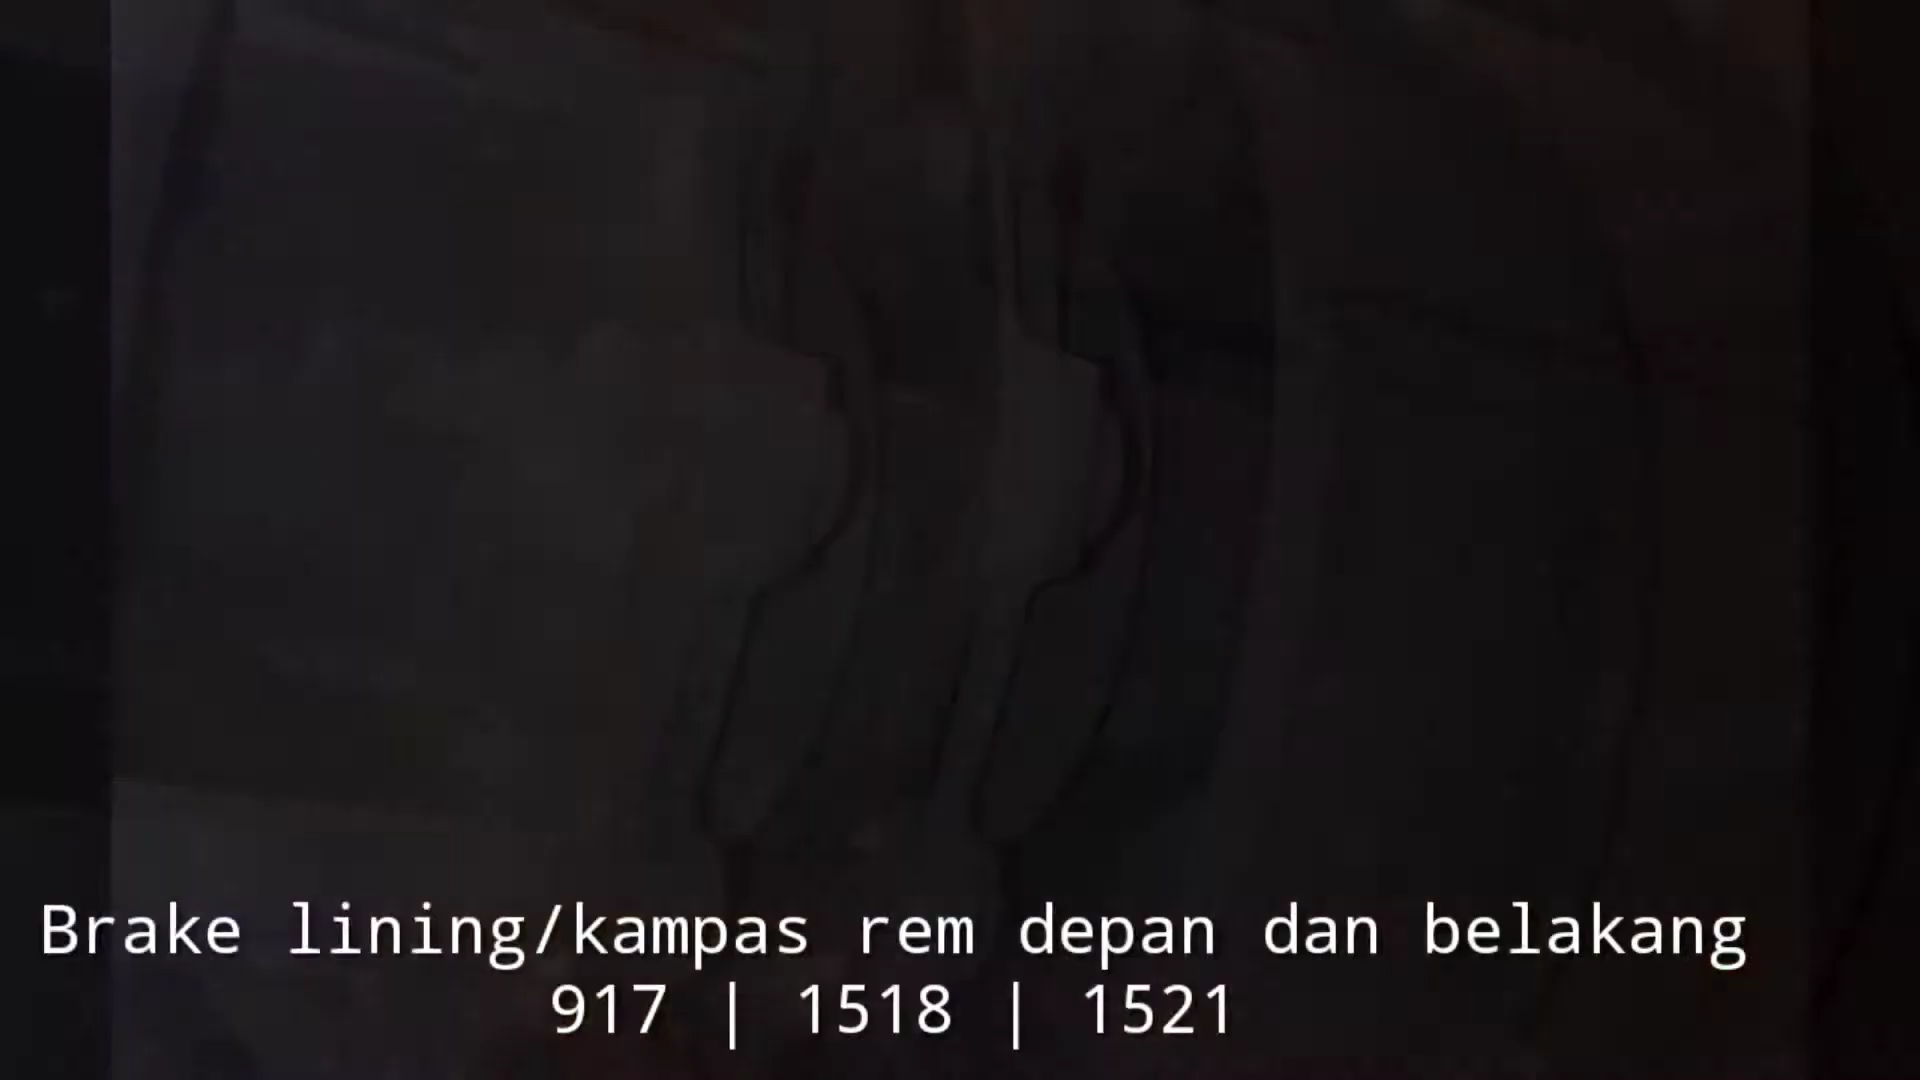 Brake lining/kampas rem depan dan belakang
917 | 1518 | 1521